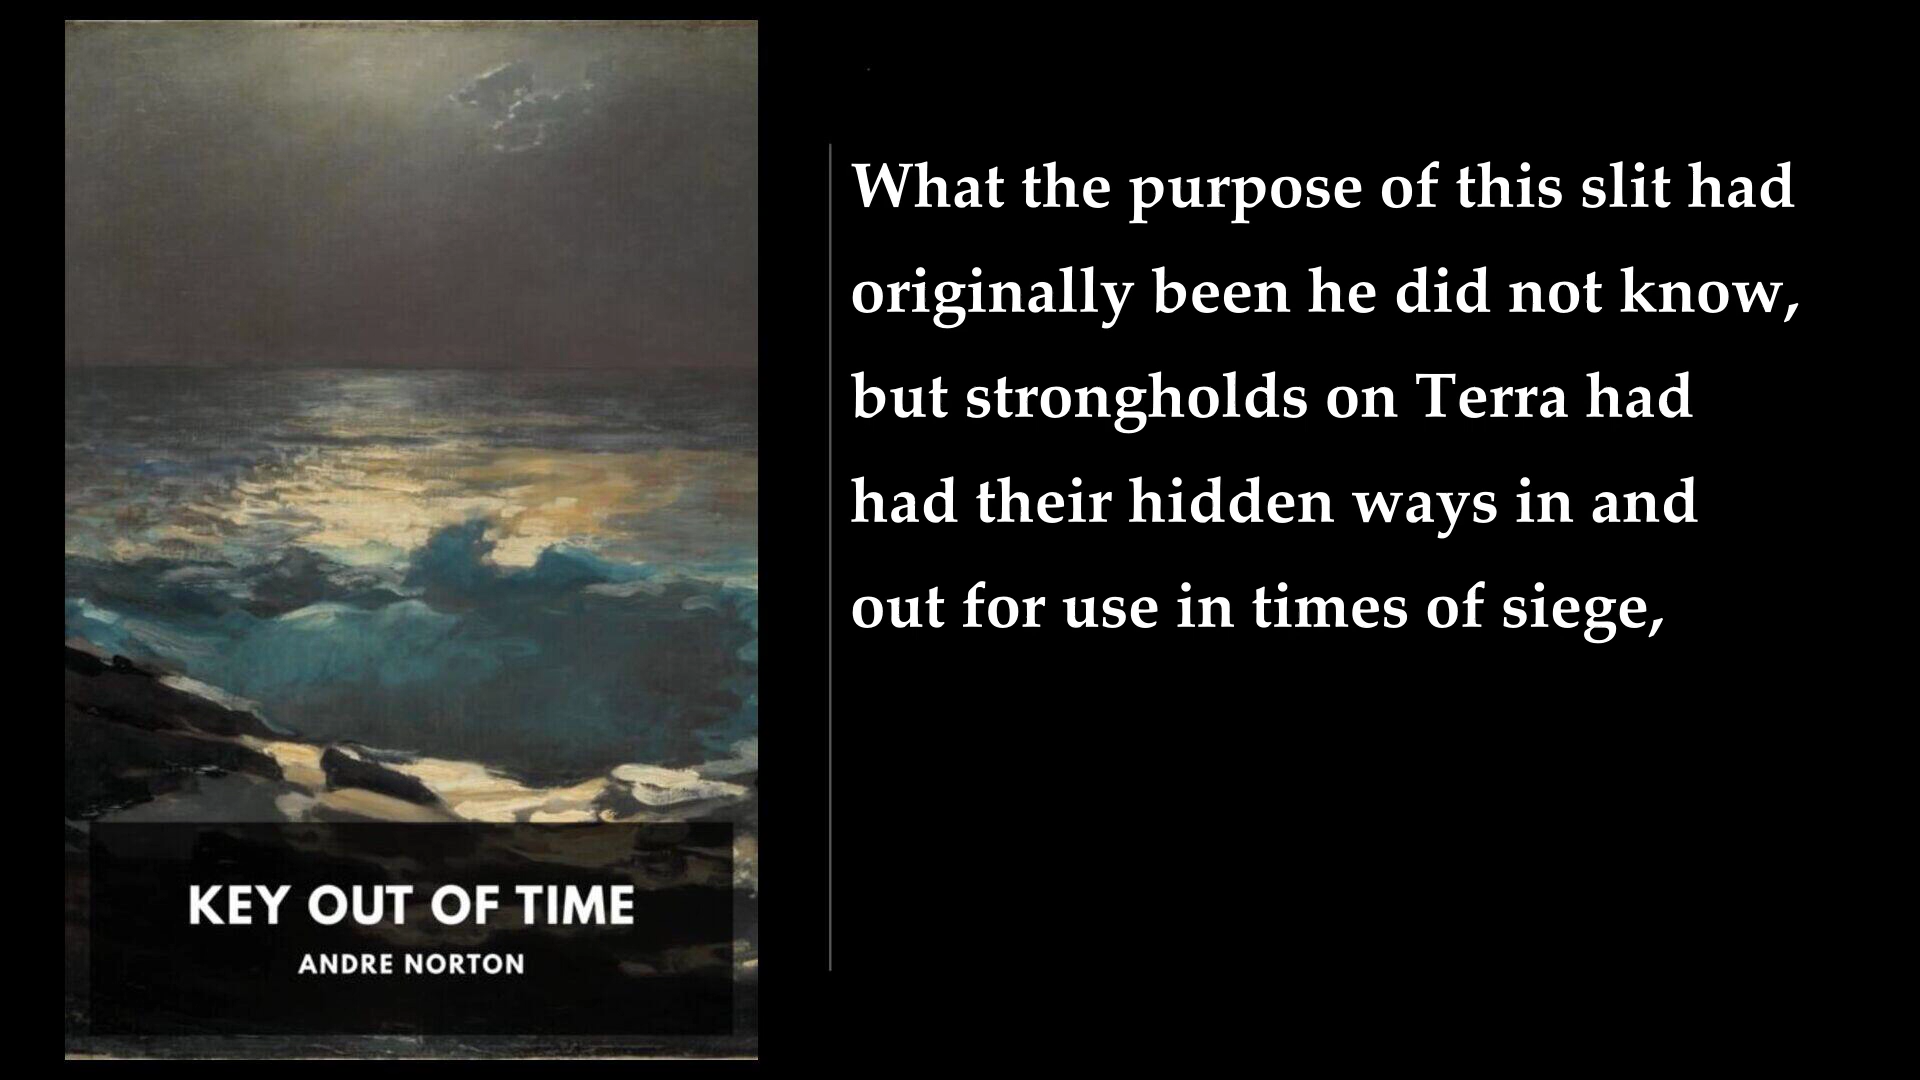 What the purpose of this slit had
originally been he did not know,
but strongholds on Terra had
had their hidden ways in and
out for use in times of siege,
KEY OUT OF TIME
ANDRE NORTON